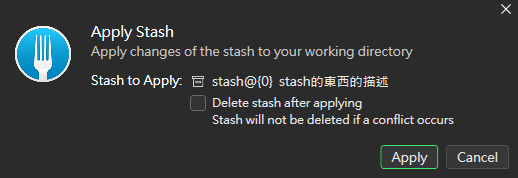 Apply Stash
Apply changes of the stash to your working directory
Stash to Apply: stash@{0} stash的東西的描述
Delete stash after applying
Stash will not be deleted if a conflict occurs
Apply Cancel